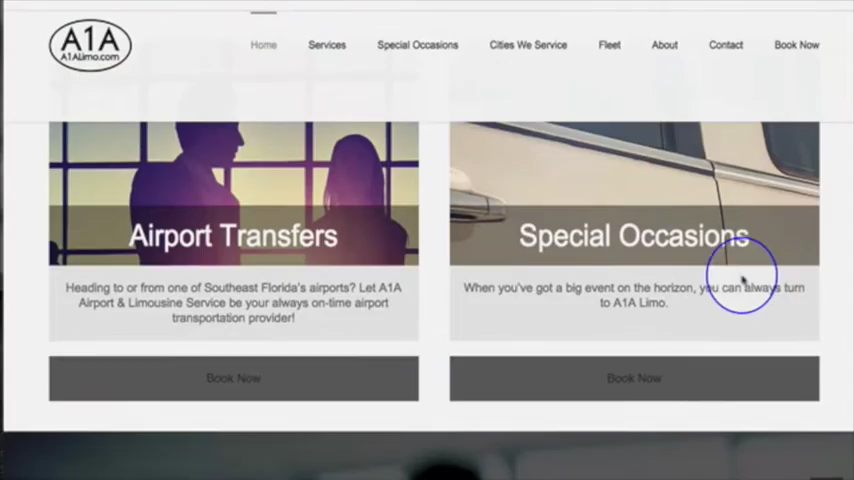 A1A
A1ALimo.com
Home Services Special Occasions Cities We Service Fleet About Contact Book Now
Airport Transfers
Heading to or from one of Southeast Florida's airports? Let A1A
Airport & Limousine Service be your always on-time airport
transportation provider!
Book Now
Special Occasions
When you've got a big event on the horizon, you can always turn
to A1A Limo.
Book Now